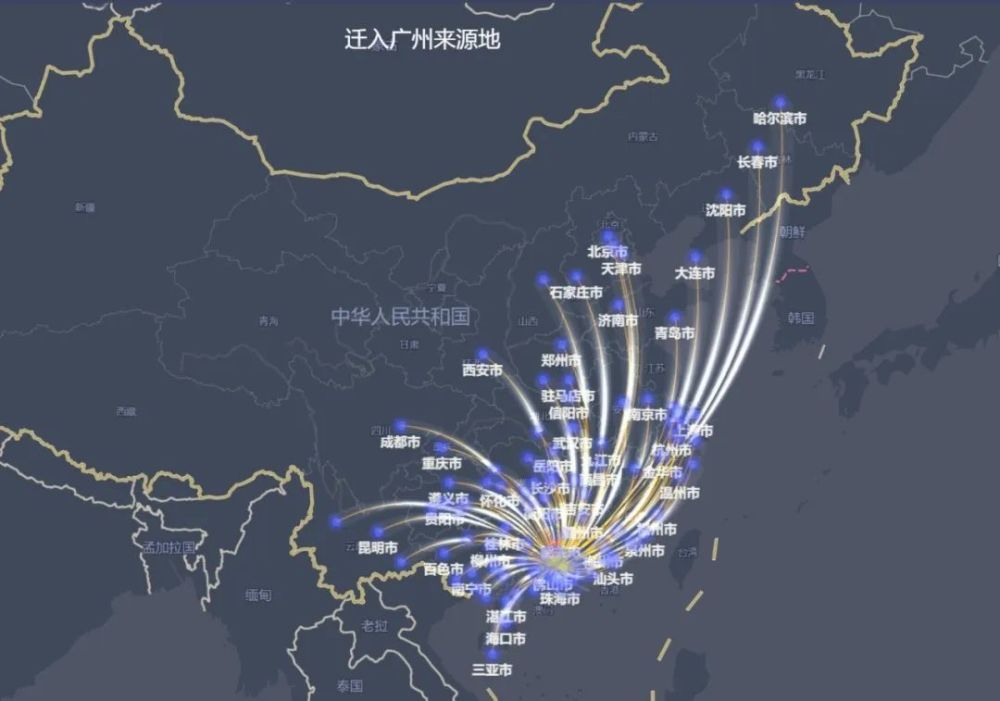 迁入广州来源地
黑龙江
哈尔滨市
内蒙古
长春市
新疆
沈阳市
朝鲜
北京
北京市
天津市
大连市
石家庄市
宁夏
中华人民共和国
山西
济南市
山东
韩国
青海
青岛市
甘肃
郑州市
西安市
江苏
驻马店市
信阳市
南京市
西藏
四川
成都市
上海市
武汉市
杭州市
重庆市
岳阳市
九江市
金华市
南昌市
长沙市
温州市
遵义市
怀化市
吉安市
贵阳市
福州市
昆明市
桂林市
泉州市
孟加拉国
台湾
柳州市
百色市
汕头市
南宁市
佛山市
香港
缅甸
珠海市
澳门
湛江市
老挝
海口市
三亚市
泰国